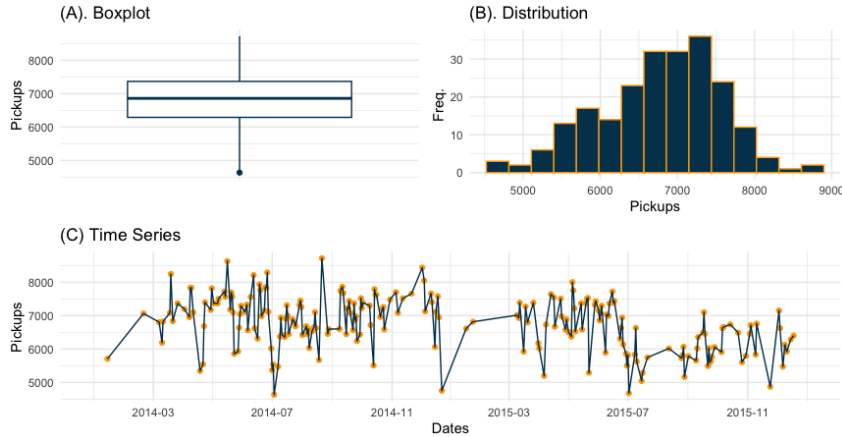 (A). Boxplot
Pickups
8000
7000
6000
5000
(B). Distribution
Freq.
30
20
10
0
5000 6000 7000 8000 9000
Pickups
(C) Time Series
Pickups
8000
7000
6000
5000
2014-03 2014-07 2014-11 2015-03 2015-07 2015-11
Dates